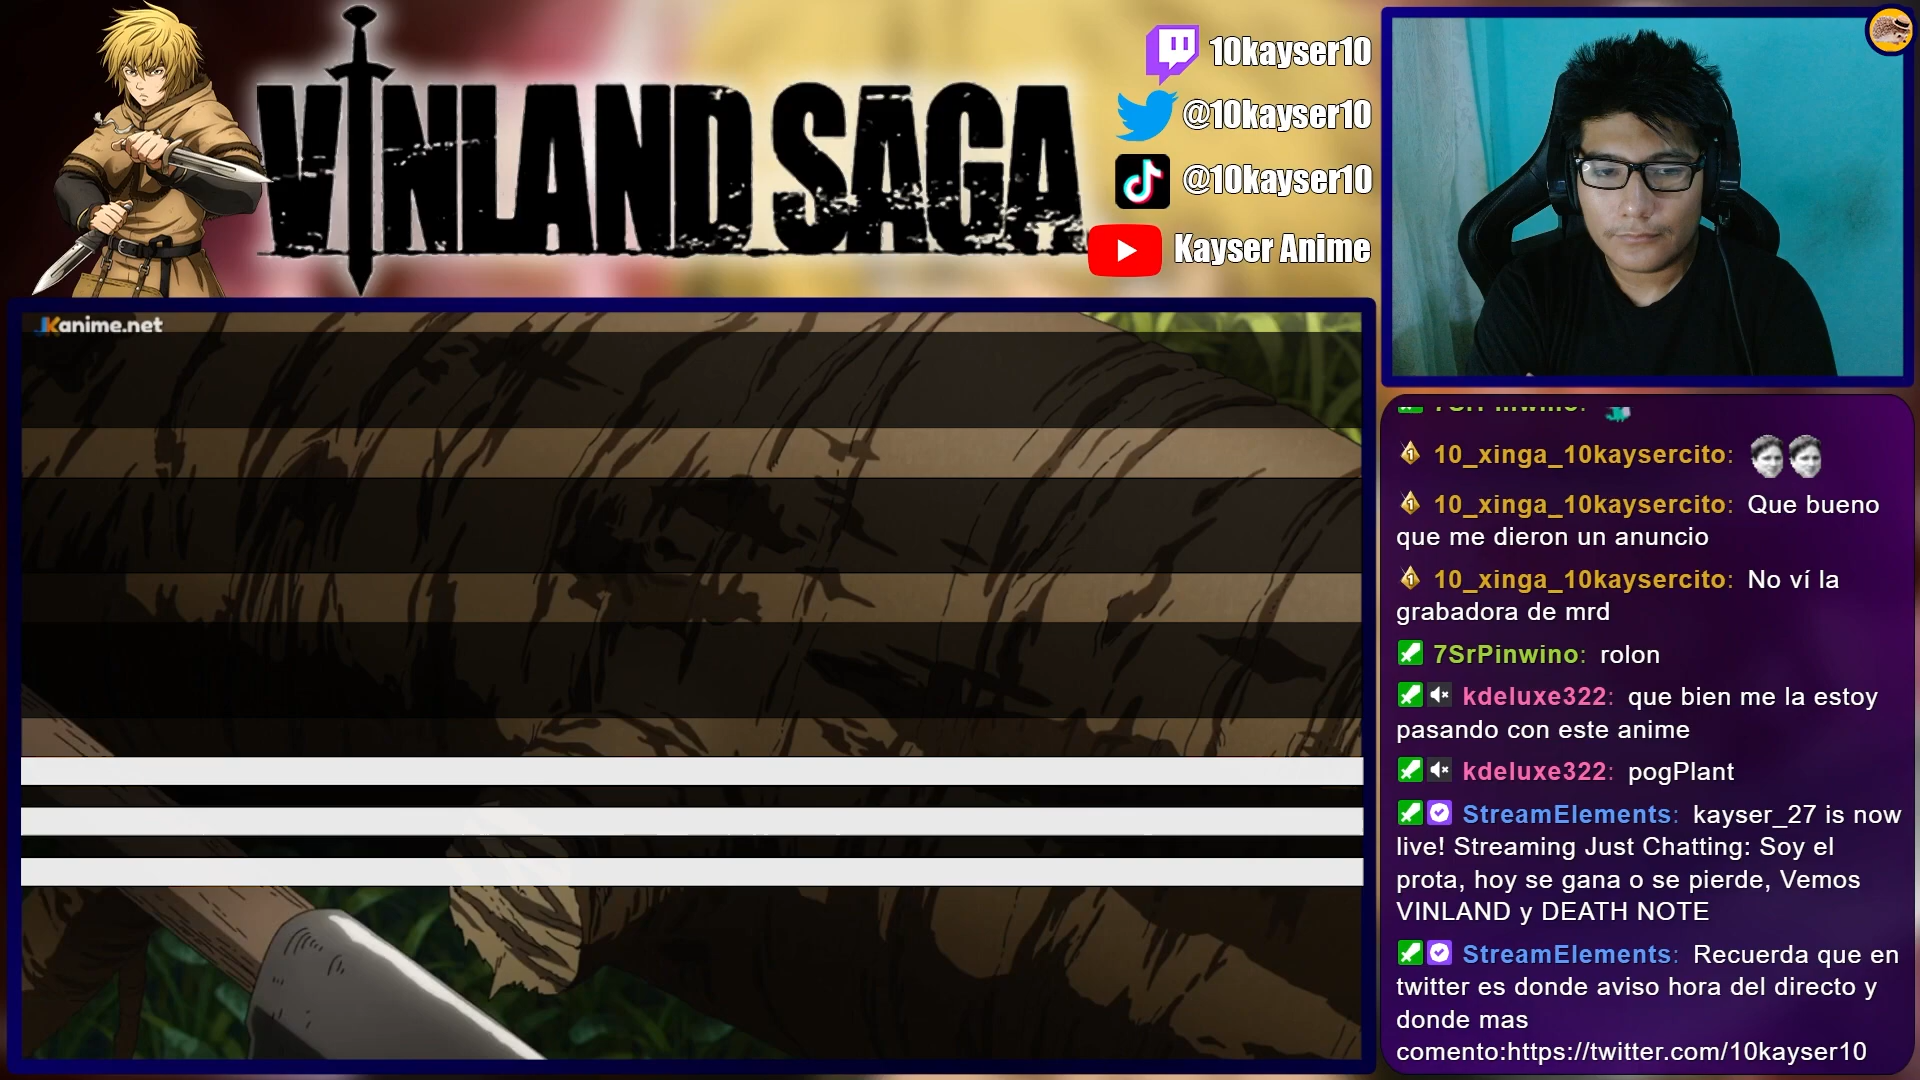 VINLAND SAGA
10kayser10
@10kayser10
@10kayser10
Kayser Anime
JKanime.net
10_xinga_10kaysercito:
10_xinga_10kaysercito: Que bueno
que me dieron un anuncio
10_xinga_10kaysercito: No ví la
grabadora de mrd
7SrPinwino: rolon
kdeluxe322: que bien me la estoy
pasando con este anime
kdeluxe322: pogPlant
StreamElements: kayser_27 is now
live! Streaming Just Chatting: Soy el
prota, hoy se gana o se pierde, Vemos
VINLAND y DEATH NOTE
StreamElements: Recuerda que en
twitter es donde aviso hora del directo y
donde mas
comento:https://twitter.com/10kayser10